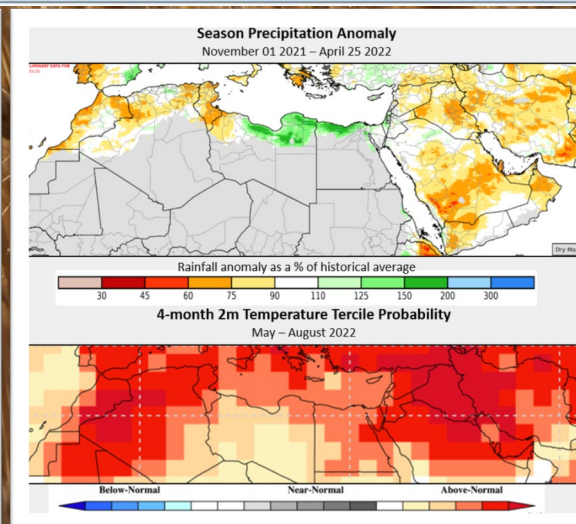 Season Precipitation Anomaly
November 01 2021 – April 25 2022
Dry Ma
Rainfall anomaly as a % of historical average
30 45 60 75 90 110 125 150 200 300
4-month 2m Temperature Tercile Probability
May – August 2022
Below-Normal Near-Normal Above-Normal